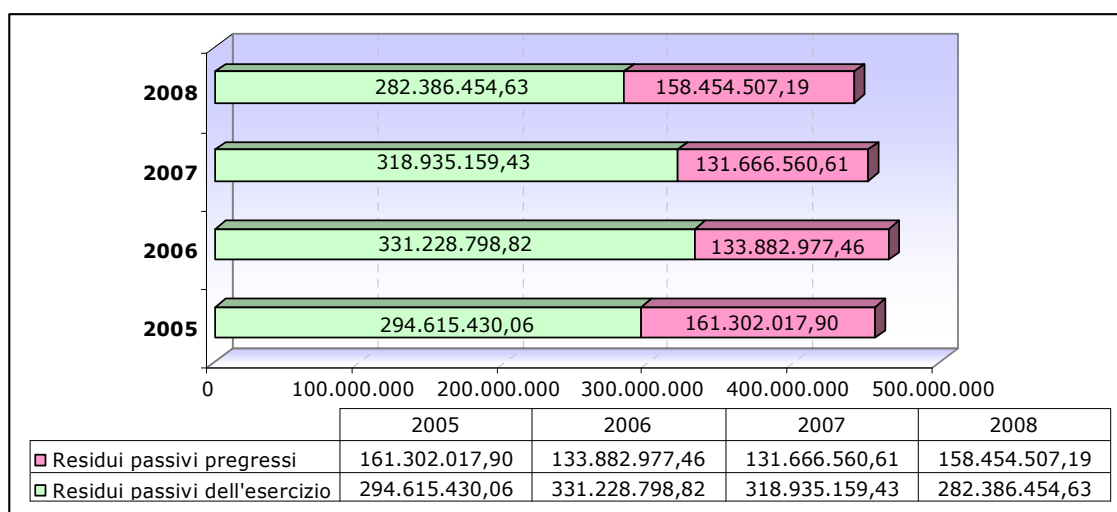 2008 282.386.454,63 158.454.507,19
2007 318.935.159,43 131.666.560,61
2006 331.228.798,82 133.882.977,46
2005 294.615.430,06 161.302.017,90
0 100.000.000 200.000.000 300.000.000 400.000.000 500.000.000
2005 2006 2007 2008
Residui passivi pregressi 161.302.017,90 133.882.977,46 131.666.560,61 158.454.507,19
Residui passivi dell'esercizio 294.615.430,06 331.228.798,82 318.935.159,43 282.386.454,63